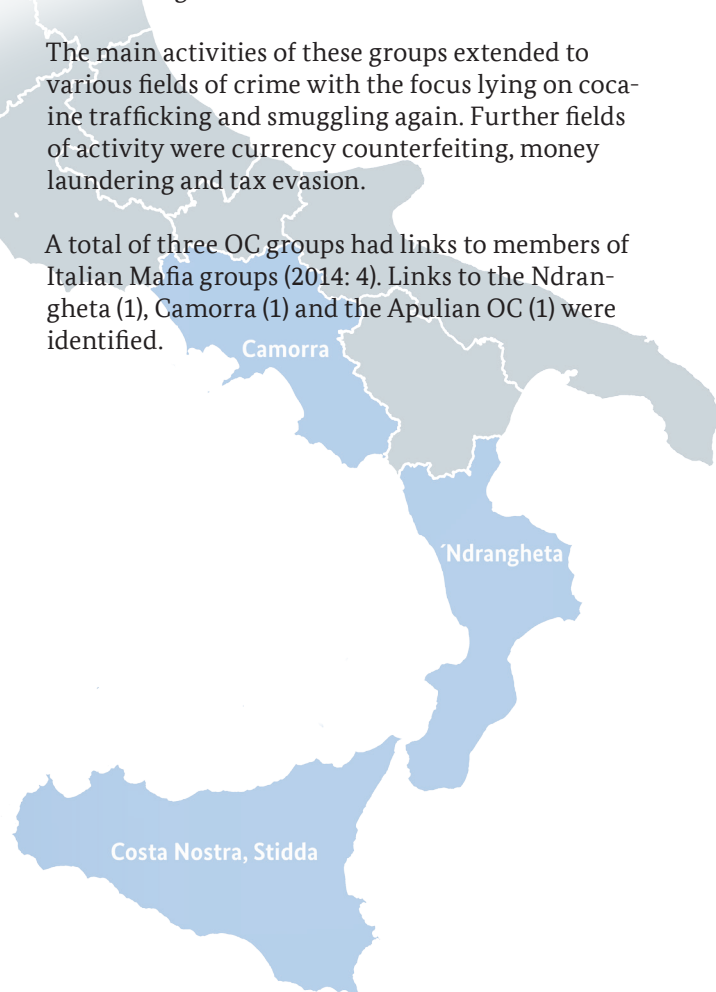 The main activities of these groups extended to
various fields of crime with the focus lying on coca-
ine trafficking and smuggling again. Further fields
of activity were currency counterfeiting, money
laundering and tax evasion.
A total of three OC groups had links to members of
Italian Mafia groups (2014: 4). Links to the Ndran-
gheta (1), Camorra (1) and the Apulian OC (1) were
identified.
Camorra
´Ndrangheta
Costa Nostra, Stidda